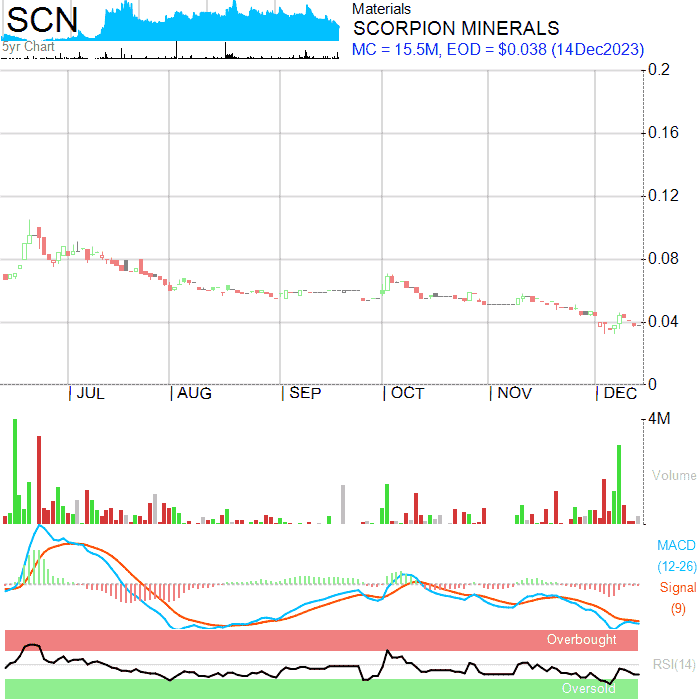 SCN
5yr Chart
Materials
SCORPION MINERALS
MC = 15.5M, EOD = $0.038 (14Dec2023)
0.2
0.16
0.12
0.08
0.04
0
JUL AUG SEP OCT NOV DEC
4M
Volume
MACD
(12-26)
Signal
(9)
Overbought
RSI(14)
Oversold